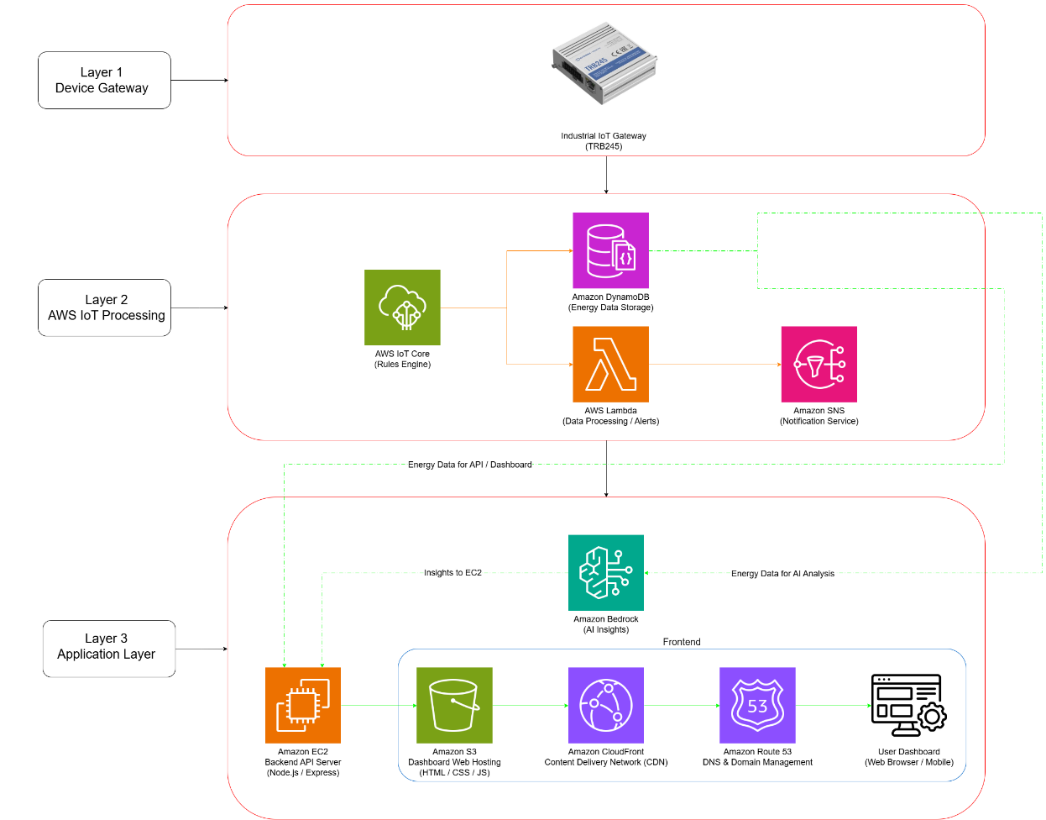 Layer 1
Device Gateway
TRB245
Industrial IoT Gateway
(TRB245)
Layer 2
AWS IoT Processing
AWS IoT Core
(Rules Engine)
Amazon DynamoDB
(Energy Data Storage)
AWS Lambda
(Data Processing / Alerts)
Amazon SNS
(Notification Service)
Energy Data for API / Dashboard
Layer 3
Application Layer
Insights to EC2
Energy Data for AI Analysis
Amazon Bedrock
(AI Insights)
Frontend
53
Amazon EC2
Backend API Server
(Node.js / Express)
Amazon S3
Dashboard Web Hosting
(HTML / CSS / JS)
Amazon CloudFront
Content Delivery Network (CDN)
Amazon Route 53
DNS & Domain Management
User Dashboard
(Web Browser / Mobile)